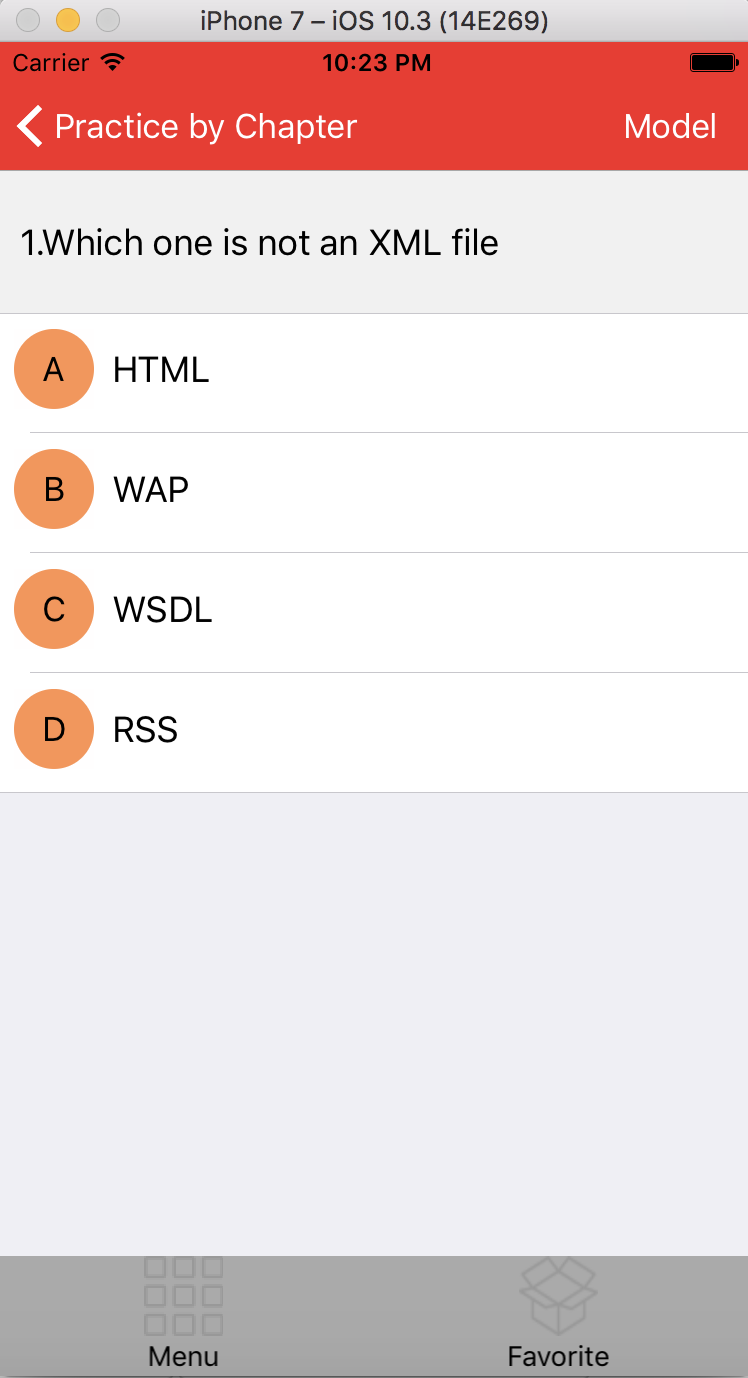 iPhone 7 – iOS 10.3 (14E269)
Carrier 10:23 PM
Practice by Chapter Model
1.Which one is not an XML file
A HTML
B WAP
C WSDL
D RSS
Menu Favorite